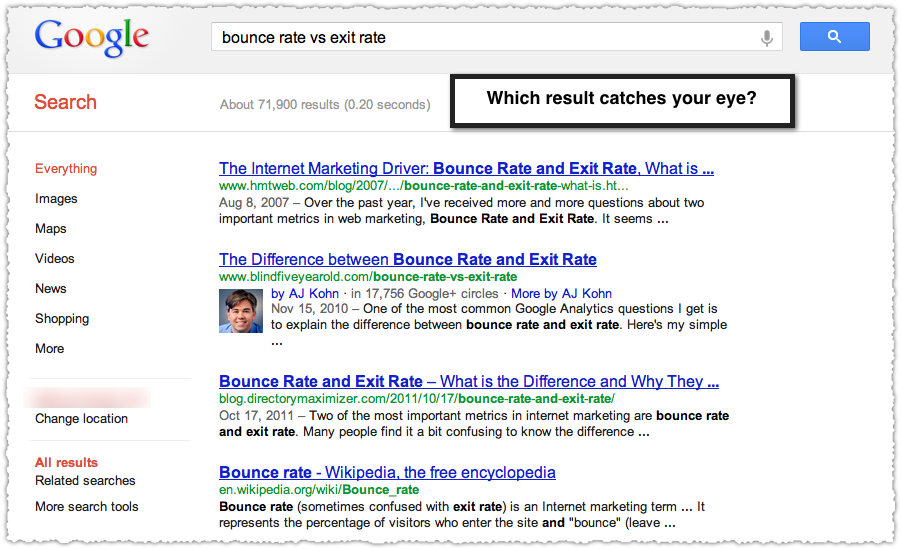 Google
bounce rate vs exit rate
Search
About 71,900 results (0.20 seconds)
Which result catches your eye?
Everything
Images
Maps
Videos
News
Shopping
More
Change location
All results
Related searches
More search tools
The Internet Marketing Driver: Bounce Rate and Exit Rate, What is ...
www.hmtweb.com/blog/2007/.../bounce-rate-and-exit-rate-what-is.ht...
Aug 8, 2007 – Over the past year, I've received more and more questions about two
important metrics in web marketing, Bounce Rate and Exit Rate. It seems ...
The Difference between Bounce Rate and Exit Rate
www.blindfiveyearold.com/bounce-rate-vs-exit-rate
by AJ Kohn · in 17,756 Google+ circles · More by AJ Kohn
Nov 15, 2010 – One of the most common Google Analytics questions I get is
to explain the difference between bounce rate and exit rate. Here's my simple
...
Bounce Rate and Exit Rate – What is the Difference and Why They ...
blog.directorymaximizer.com/2011/10/17/bounce-rate-and-exit-rate/
Oct 17, 2011 – Two of the most important metrics in internet marketing are bounce rate
and exit rate. Many people find it a bit confusing to know the difference ...
Bounce rate - Wikipedia, the free encyclopedia
en.wikipedia.org/wiki/Bounce_rate
Bounce rate (sometimes confused with exit rate) is an Internet marketing term ... It
represents the percentage of visitors who enter the site and "bounce" (leave ...